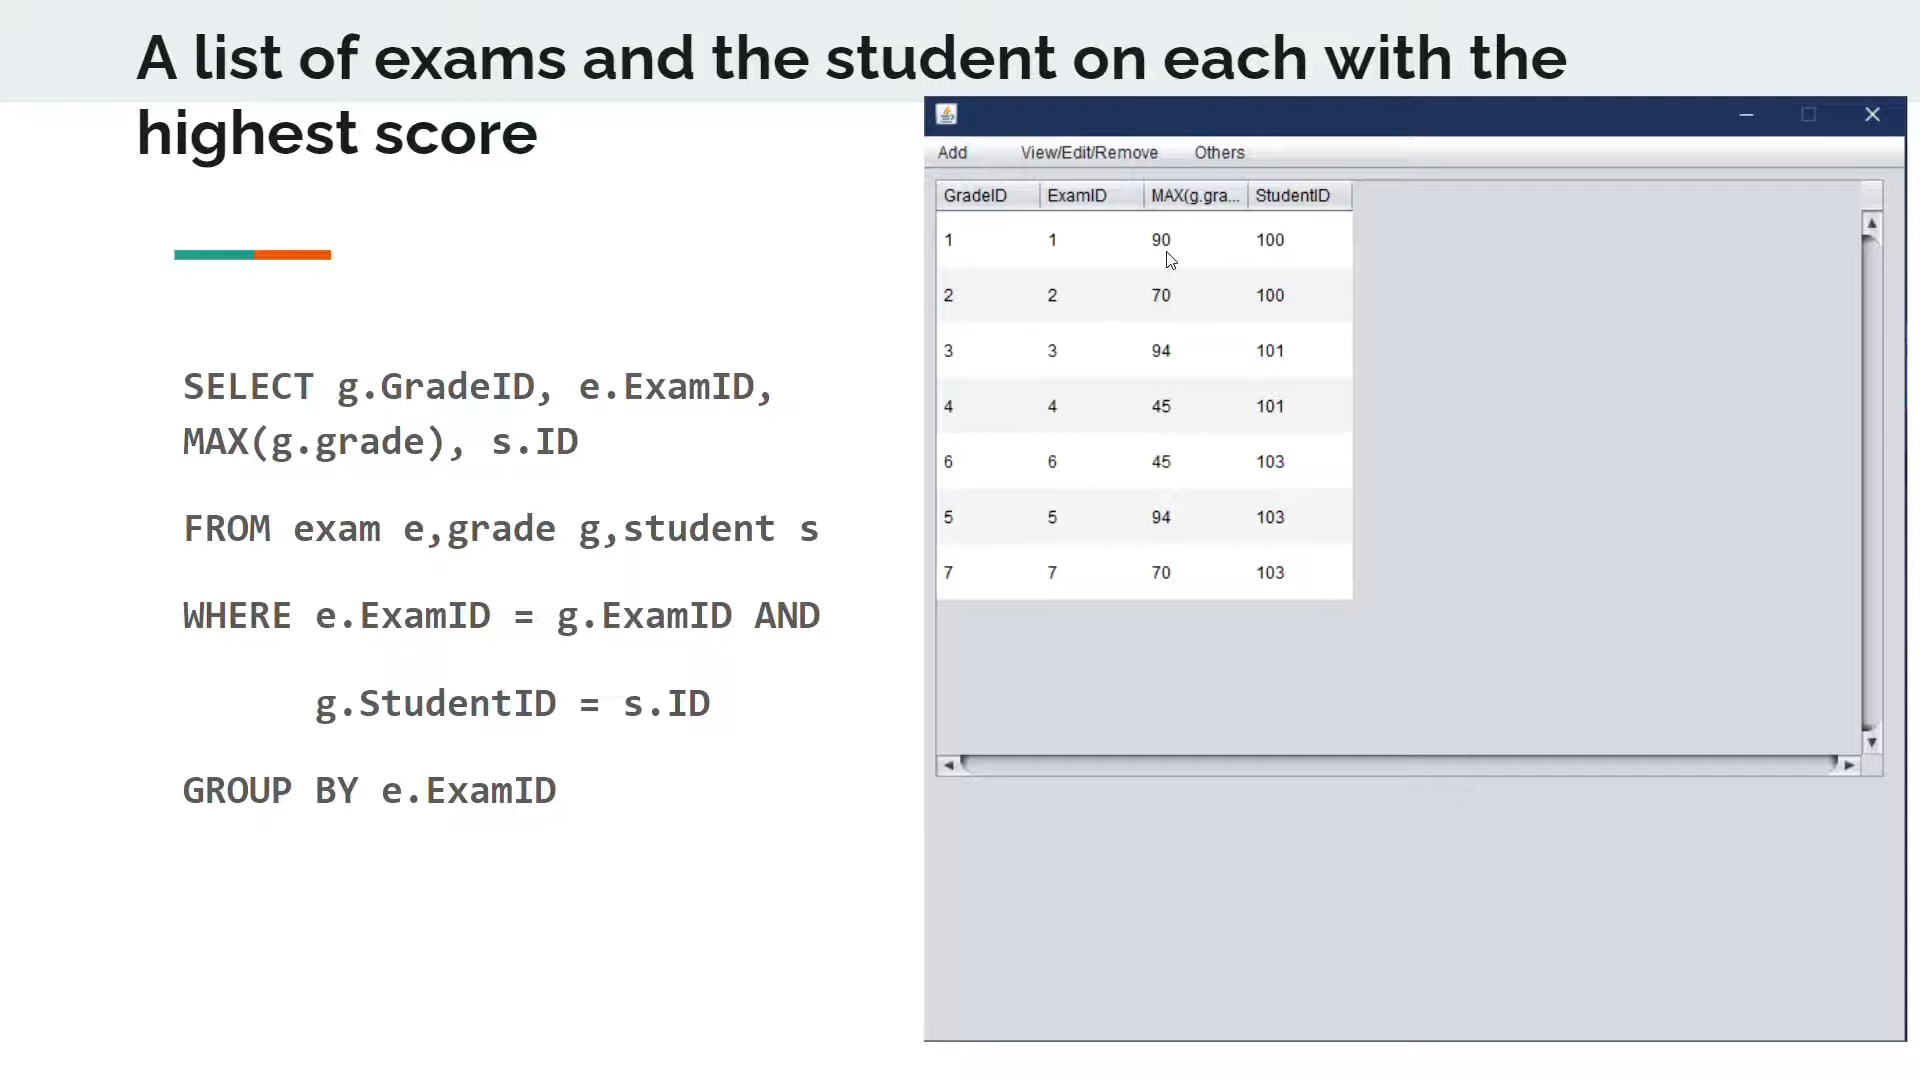 A list of exams and the student on each with the
highest score
SELECT g.GradeID, e.ExamID,
MAX(g.grade), s.ID
FROM exam e,grade g,student s
WHERE e.ExamID = g.ExamID AND
g.StudentID = s.ID
GROUP BY e.ExamID
Add View/Edit/Remove Others
GradeID ExamID MAX(g.gra... StudentID
1 1 90 100
2 2 70 100
3 3 94 101
4 4 45 101
6 6 45 103
5 5 94 103
7 7 70 103